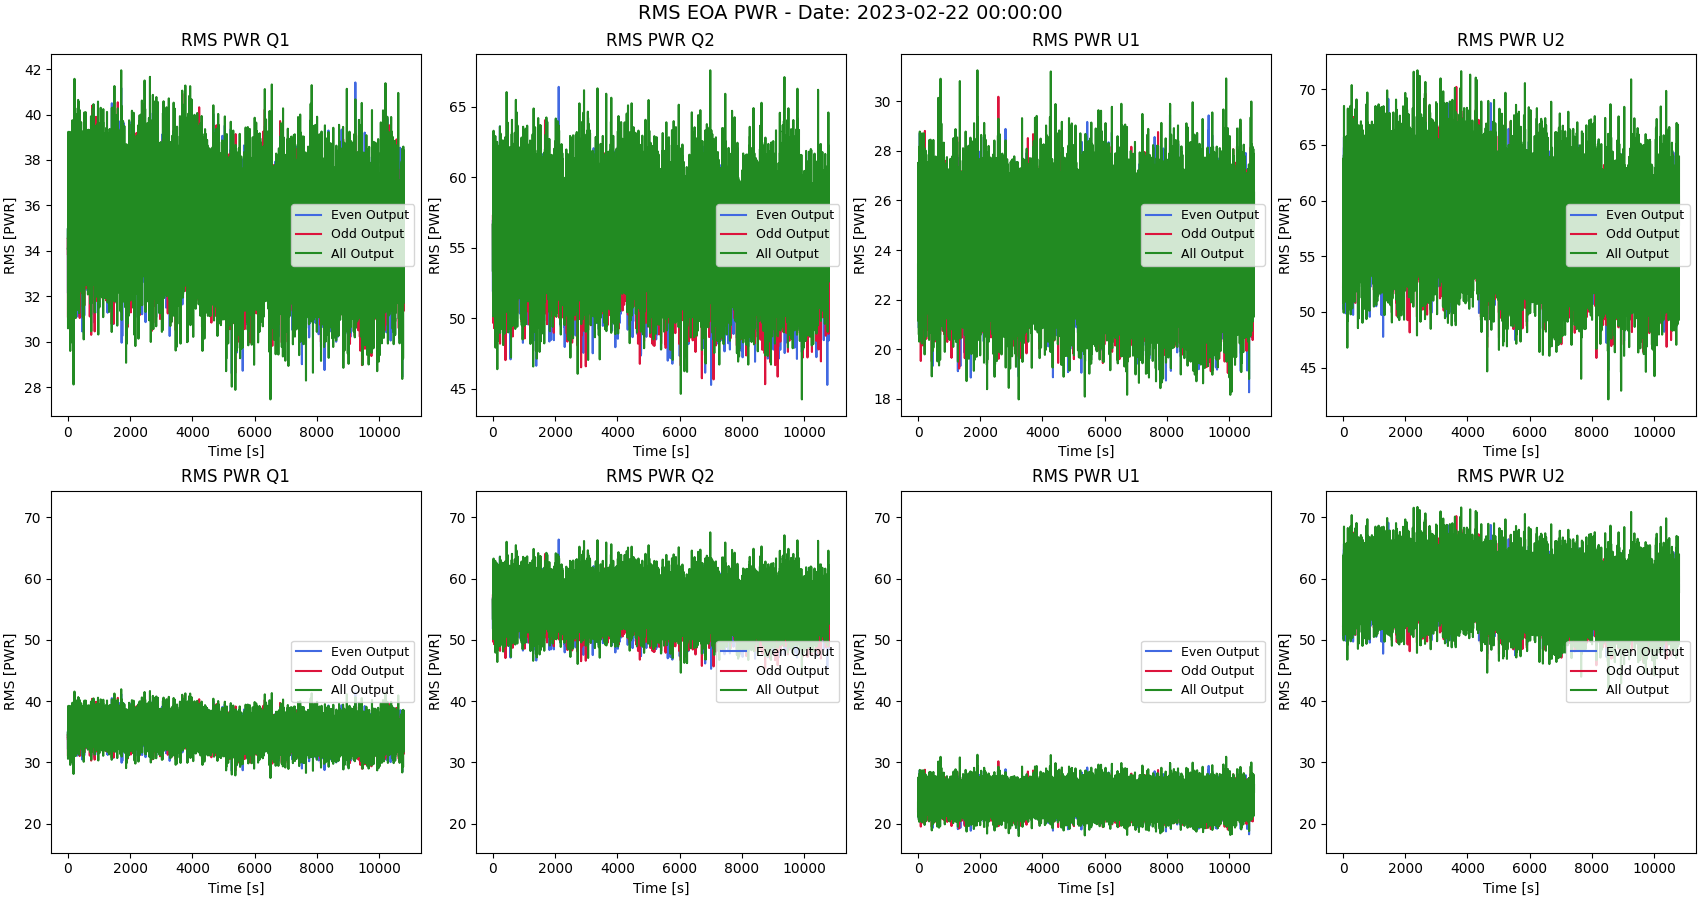 RMS EOA PWR - Date: 2023-02-22 00:00:00
RMS PWR Q1
RMS [PWR]
42
40
38
36
34
32
30
28
0 2000 4000 6000 8000 10000
Time [s]
Even Output
Odd Output
All Output
RMS PWR Q2
RMS [PWR]
65
60
55
50
45
0 2000 4000 6000 8000 10000
Time [s]
Even Output
Odd Output
All Output
RMS PWR U1
RMS [PWR]
30
28
26
24
22
20
18
0 2000 4000 6000 8000 10000
Time [s]
Even Output
Odd Output
All Output
RMS PWR U2
RMS [PWR]
70
65
60
55
50
45
0 2000 4000 6000 8000 10000
Time [s]
Even Output
Odd Output
All Output
RMS PWR Q1
RMS [PWR]
70
60
50
40
30
20
0 2000 4000 6000 8000 10000
Time [s]
Even Output
Odd Output
All Output
RMS PWR Q2
RMS [PWR]
70
60
50
40
30
20
0 2000 4000 6000 8000 10000
Time [s]
Even Output
Odd Output
All Output
RMS PWR U1
RMS [PWR]
70
60
50
40
30
20
0 2000 4000 6000 8000 10000
Time [s]
Even Output
Odd Output
All Output
RMS PWR U2
RMS [PWR]
70
60
50
40
30
20
0 2000 4000 6000 8000 10000
Time [s]
Even Output
Odd Output
All Output